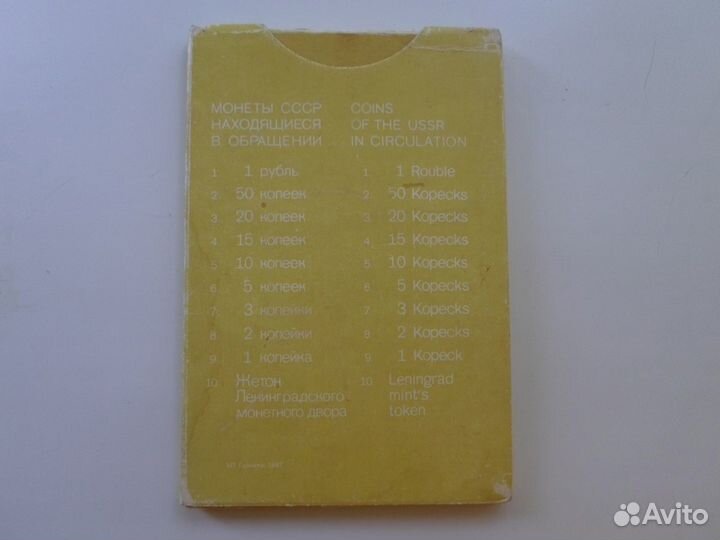 МОНЕТЫ СССР
НАХОДЯЩИЕСЯ
В ОБРАЩЕНИИ
1. 1 рубль
2. 50 копеек
3. 20 копеек
4. 15 копеек
5. 10 копеек
6. 5 копеек
7. 3 копейки
8. 2 копейки
9. 1 копейка
10. Жетон
Ленинградского
монетного двора
COINS
OF THE USSR
IN CIRCULATION
1. 1 Rouble
2. 50 Kopecks
3. 20 Kopecks
4. 15 Kopecks
5. 10 Kopecks
6. 5 Kopecks
7. 3 Kopecks
8. 2 Kopecks
9. 1 Kopeck
10. Leningrad
mint's
token
1987
Avito